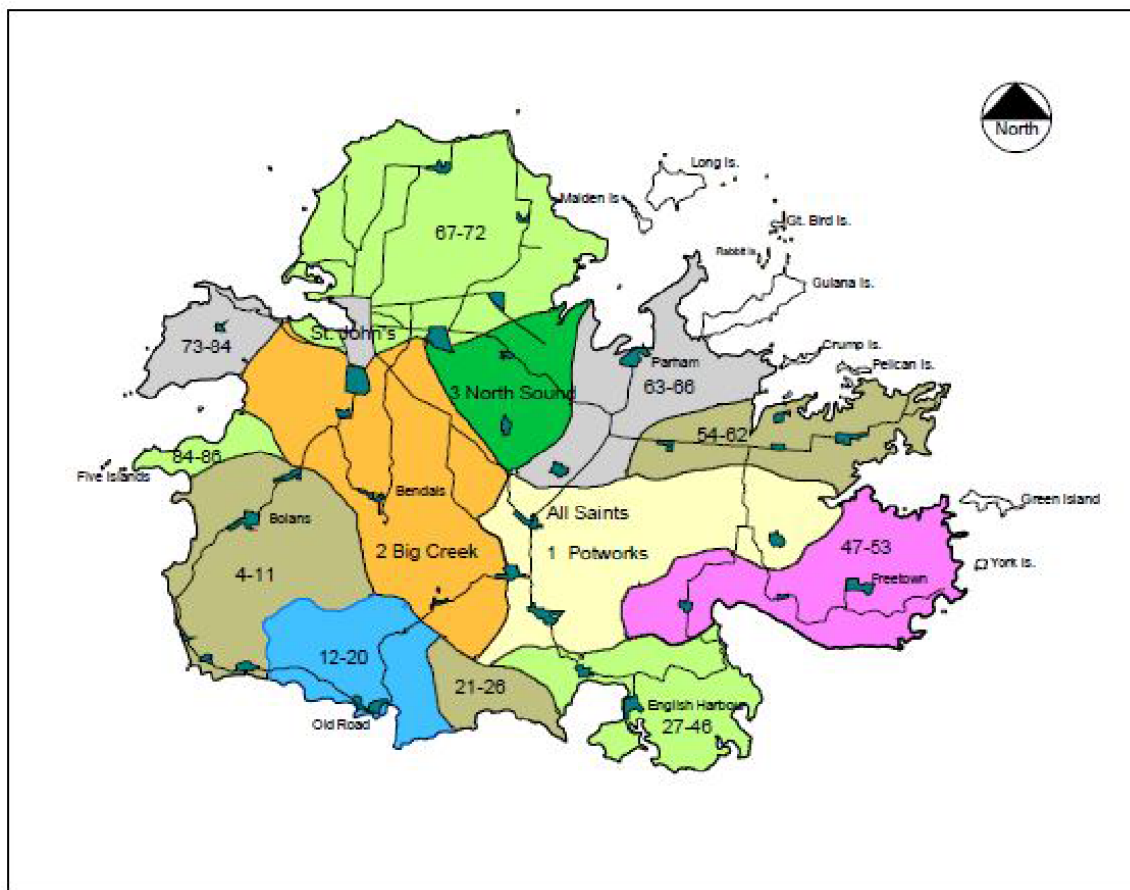 North
Long Is.
Maiden Is
Gt. Bird Is.
67-72
Rabbit Is.
Guiana Is.
St. John's
Crump Is.
73-84
Parham
Pelican Is.
3 North Sound
63-66
54-62
84-86
Five Islands
Bendals
Green Island
Bolans
All Saints
2 Big Creek
1 Potworks
47-53
York Is.
4-11
Freetown
12-20
21-26
English Harbour
Old Road
27-46